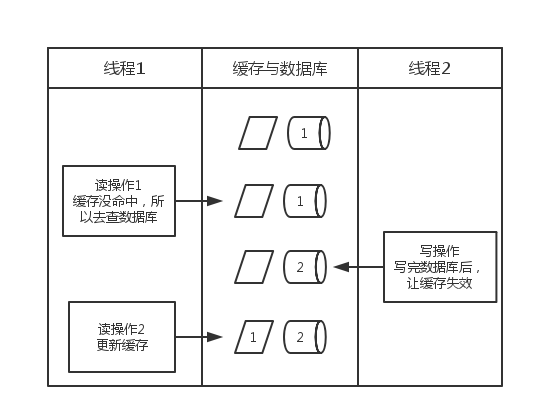 线程1
缓存与数据库
线程2
1
读操作1
缓存没命中，所
以去查数据库
1
写操作
写完数据库后，
让缓存失效
2
读操作2
更新缓存
1
2